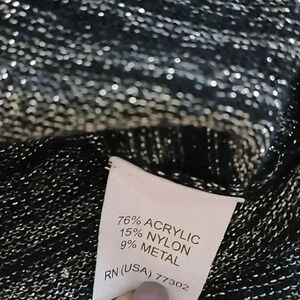 76% ACRYLIC
15% NYLON
9% METAL
RN (USA) 77302